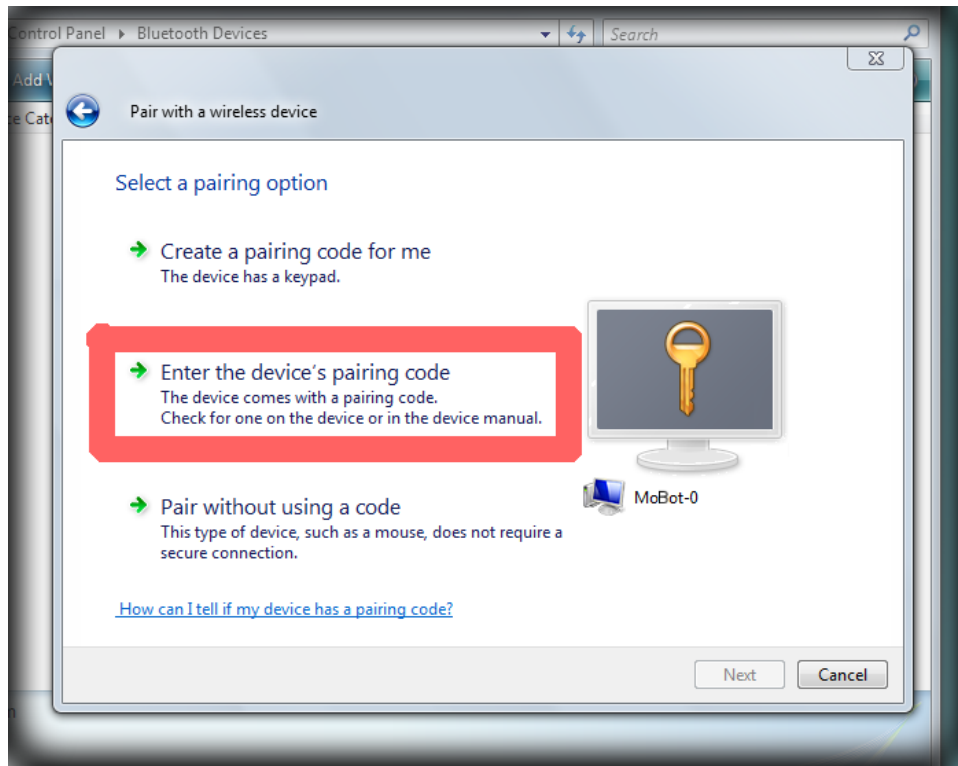 Control Panel ▸ Bluetooth Devices
Search
Add
Pair with a wireless device
Select a pairing option
Create a pairing code for me
The device has a keypad.
Enter the device's pairing code
The device comes with a pairing code.
Check for one on the device or in the device manual.
MoBot-0
Pair without using a code
This type of device, such as a mouse, does not require a
secure connection.
How can I tell if my device has a pairing code?
Next
Cancel